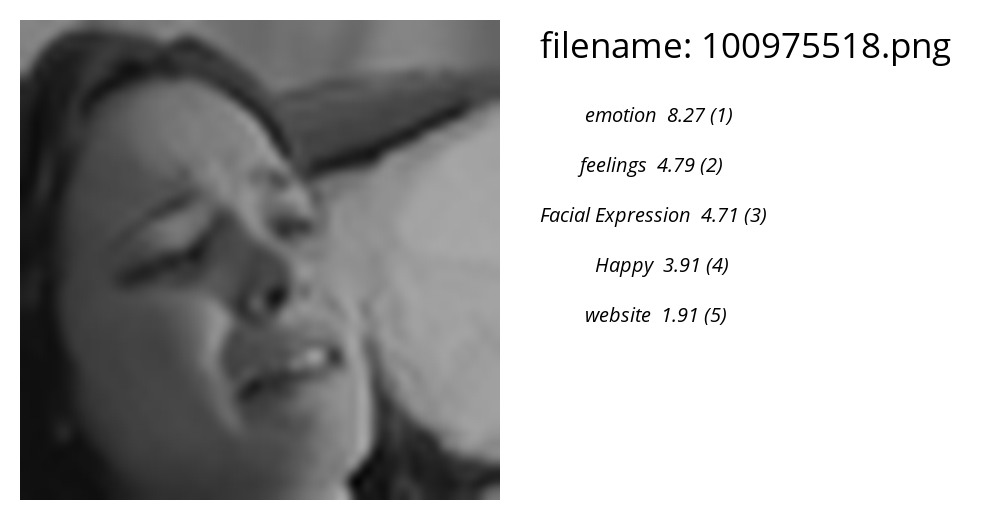 filename: 100975518.png
emotion 8.27 (1)
feelings 4.79 (2)
Facial Expression 4.71 (3)
Happy 3.91 (4)
website 1.91 (5)